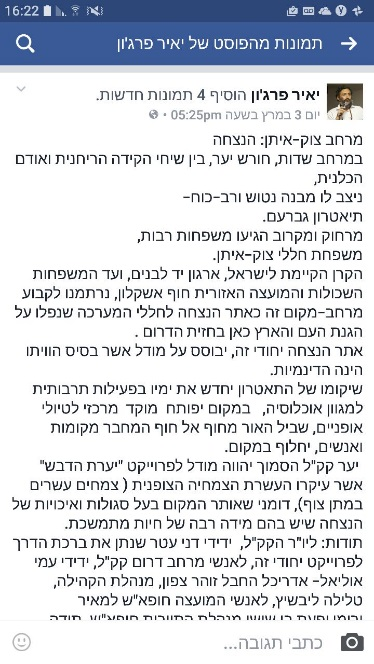 16:22
תמונות מהפוסט של יאיר פרג'ון
יאיר פרג'ון הוסיף 4 תמונות חדשות.
יום 3 במרץ בשעה 05:25pm •
מרחב צוק-איתן: הנצחה
במרחב שדות, חורש יער, בין שיחי הקידה הריחנית ואודם
הכלנית,
ניצב לו מבנה נטוש ורב-כוח-
תיאטרון גברעם.
מרחוק ומקרוב הגיעו משפחות רבות,
משפחת חללי צוק-איתן.
הקרן הקיימת לישראל, ארגון יד לבנים, ועד המשפחות
השכולות והמועצה האזורית חוף אשקלון, נרתמנו לקבוע
מרחב-מקום זה כאתר הנצחה לחללי המערכה שנפלו על
הגנת העם והארץ כאן בחזית הדרום .
אתר הנצחה יחודי זה, יבוסס על מודל אשר בסיס הוויתו
הינה הדינמיות.
שיקומו של התאטרון יחדש את ימיו בפעילות תרבותית
למגוון אוכלוסיה, במקום יפותח מוקד מרכזי לטיולי
אופניים, שביל האור מחוף אל חוף המחבר מקומות
ואנשים, יחלוף במקום.
יער קק"ל הסמוך יהווה מודל לפרוייקט "יערת הדבש"
אשר עיקרו העשרת הצמחיה הצופנית ( צמחים עשרים
במתן צוף), דומני שאותר המקום בעל סגולות ואיכויות של
הנצחה שיש בהם מידה רבה של חיות מתמשכת.
תודות: ליו"ר הקק"ל, ידידי דני עטר שנתן את ברכת הדרך
לפרוייקט יחודי זה, לאנשי מרחב דרום קק"ל, ידידי עמי
אוליאל- אדריכל החבל זוהר צפון, מנהלת הקהילה,
טלילה ליבשיץ, לאנשי המועצה חופא"ש למאיר
כתבי תגובה...